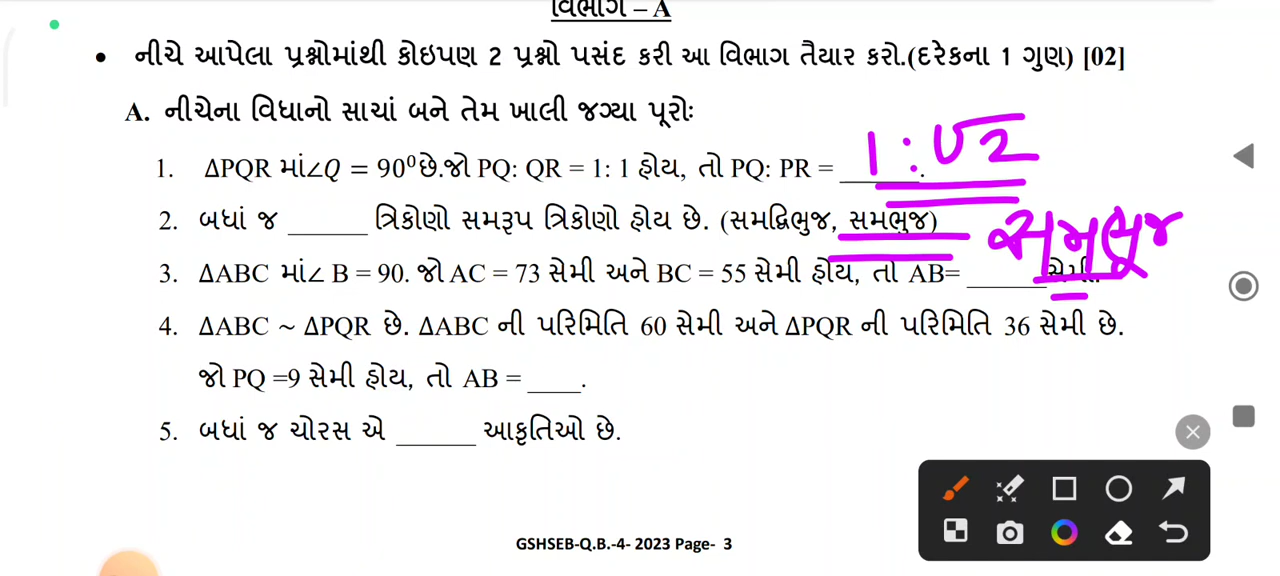 વિભાગ – A
• નીચે આપેલા પ્રશ્નોમાંથી કોઇપણ 2 પ્રશ્નો પસંદ કરી આ વિભાગ તૈયાર કરો.(દરેકના 1 ગુણ) [02]
A. નીચેના વિધાનો સાચાં બને તેમ ખાલી જગ્યા પૂરોઃ
1. ΔPQR માં∠Q = 90⁰છે.જો PQ: QR = 1: 1 હોય, તો PQ: PR = ______. 1:√2
2. બધાં જ ______ ત્રિકોણો સમરૂપ ત્રિકોણો હોય છે. (સમદ્વિભુજ, સમભુજ) સમભુજ
3. ΔABC માં∠ B = 90. જો AC = 73 સેમી અને BC = 55 સેમી હોય, તો AB= ______સેમી.
4. ΔABC ~ ΔPQR છે. ΔABC ની પરિમિતિ 60 સેમી અને ΔPQR ની પરિમિતિ 36 સેમી છે.
જો PQ =9 સેમી હોય, તો AB = ____.
5. બધાં જ ચોરસ એ ______ આકૃતિઓ છે.
GSHSEB-Q.B.-4- 2023 Page- 3